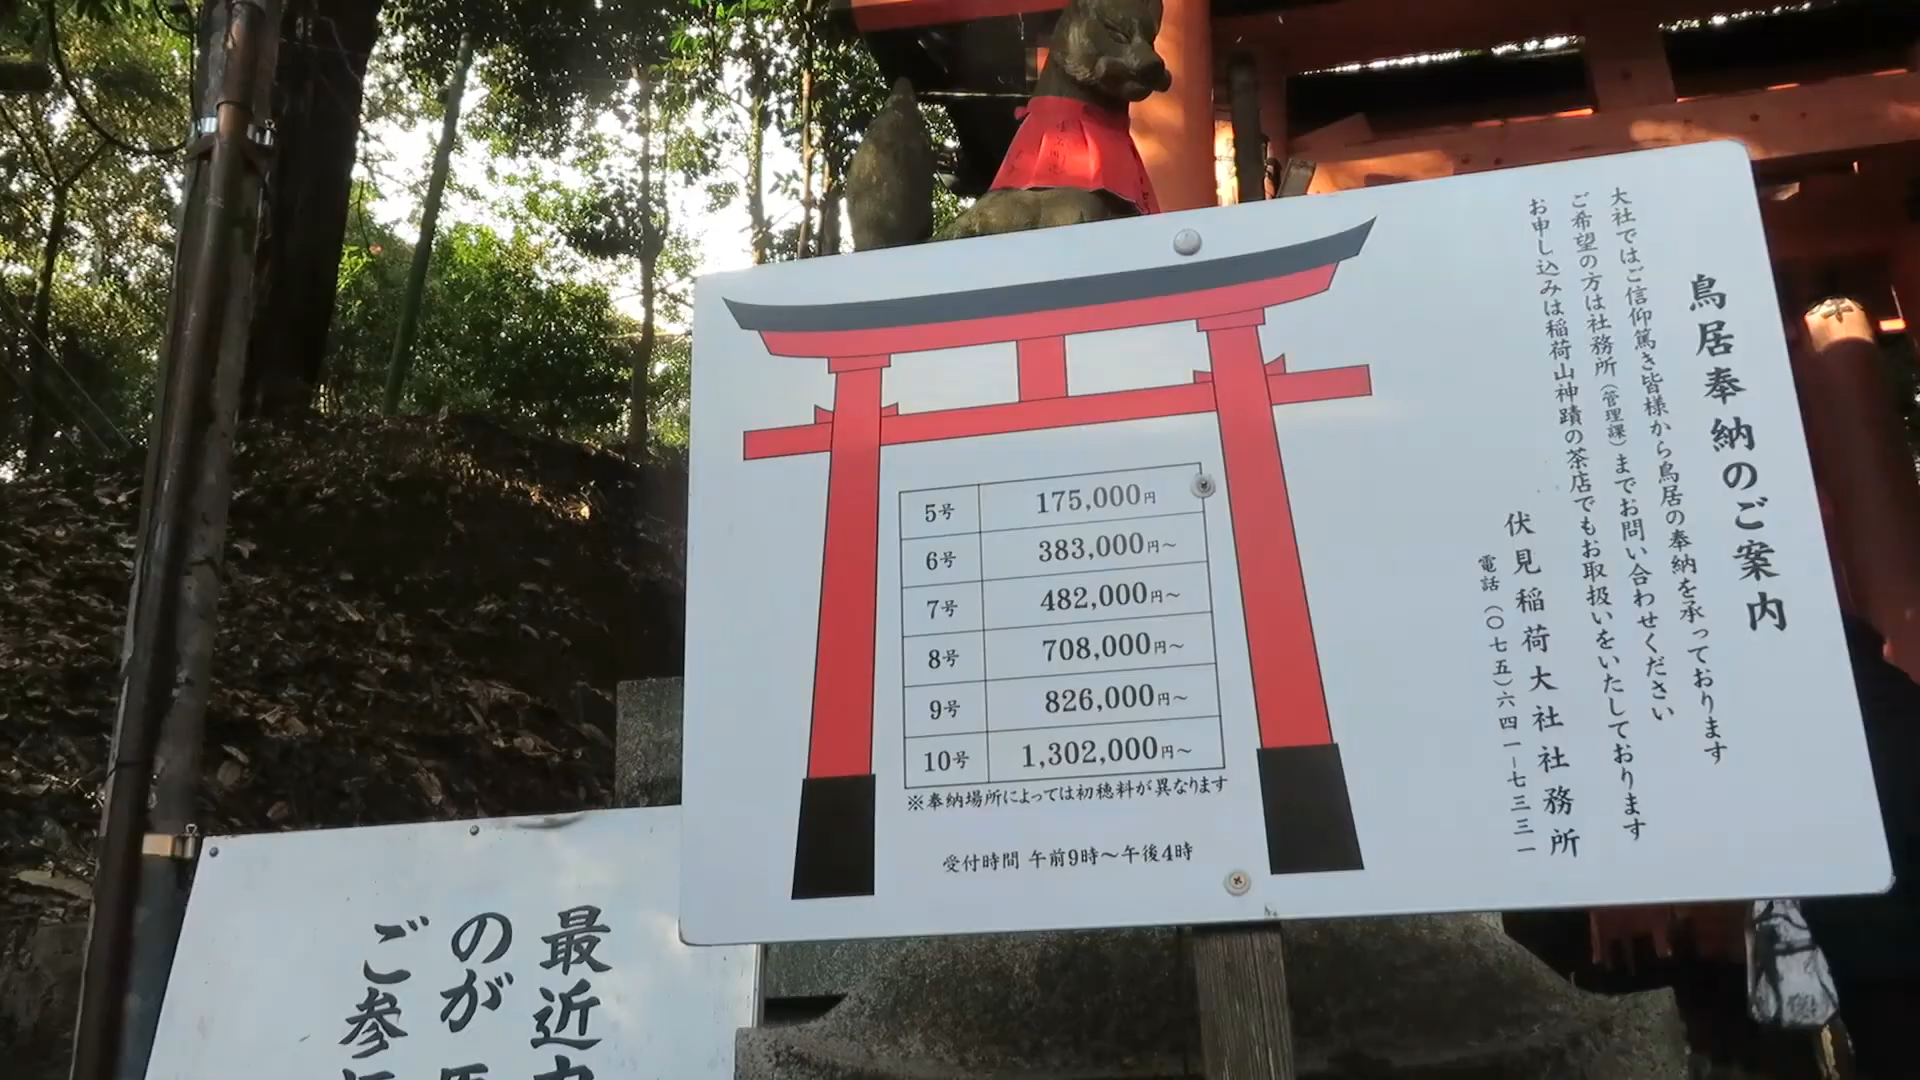 鳥居奉納のご案内
大社ではご信仰篤き皆様から鳥居の奉納を承っております
ご希望の方は社務所（管理課）までお問い合わせください
お申し込みは稲荷山神蹟の茶店でもお取扱いをいたしております
伏見稲荷大社社務所
電話（〇七五）六四一－七三三一
5号 175,000円
6号 383,000円～
7号 482,000円～
8号 708,000円～
9号 826,000円～
10号 1,302,000円～
※奉納場所によっては初穂料が異なります
受付時間 午前9時～午後4時
最近
のが
ご参